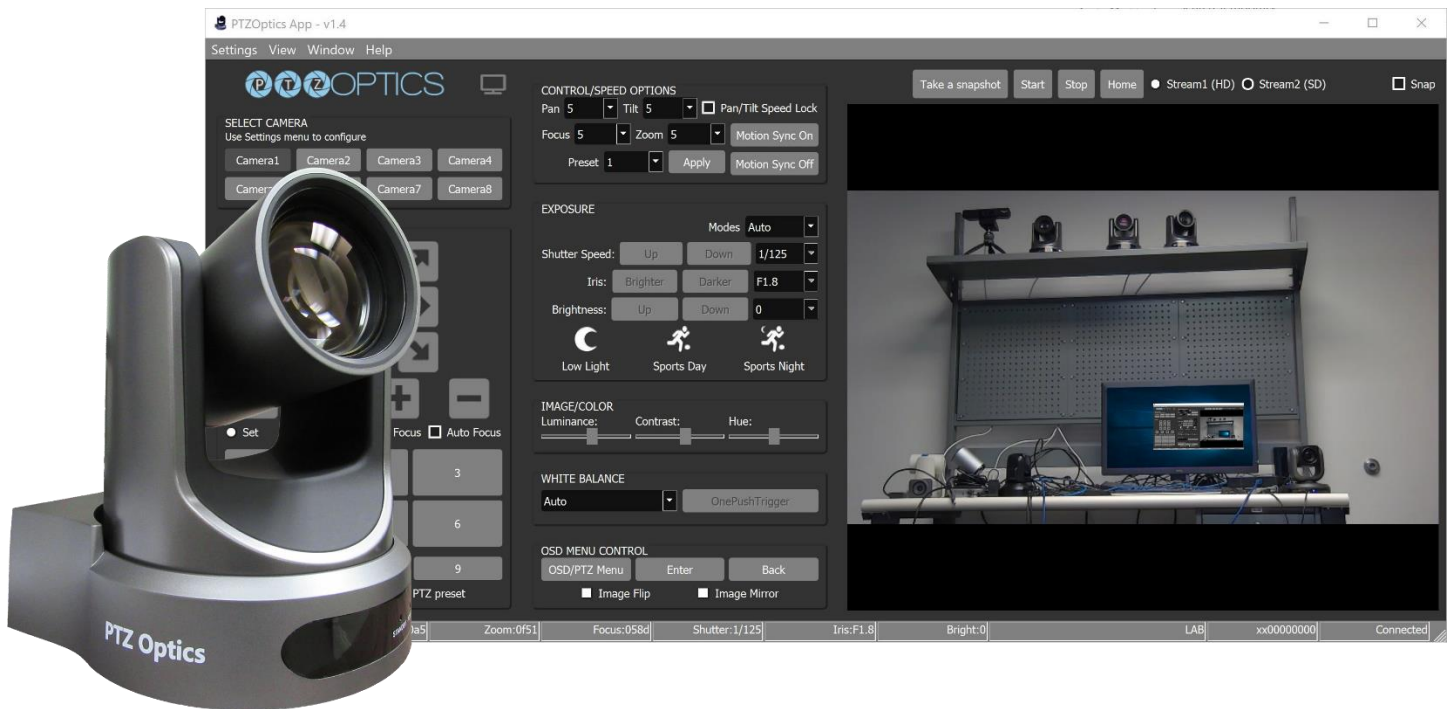 PTZOptics App - v1.4
Settings View Window Help
PTZOPTICS
SELECT CAMERA
Use Settings menu to configure
Camera1 Camera2 Camera3 Camera4
Camera7 Camera8
Set Focus Auto Focus
3
6
9
PTZ preset
CONTROL/SPEED OPTIONS
Pan 5 Tilt 5 Pan/Tilt Speed Lock
Focus 5 Zoom 5 Motion Sync On
Preset 1 Apply Motion Sync Off
EXPOSURE
Modes Auto
Shutter Speed: Up Down 1/125
Iris: Brighter Darker F1.8
Brightness: Up Down 0
Low Light Sports Day Sports Night
IMAGE/COLOR
Luminance: Contrast: Hue:
WHITE BALANCE
Auto OnePushTrigger
OSD MENU CONTROL
OSD/PTZ Menu Enter Back
Image Flip Image Mirror
Take a snapshot Start Stop Home Stream1 (HD) Stream2 (SD) Snap
Zoom:0f51 Focus:058d Shutter:1/125 Iris:F1.8 Bright:0 LAB xx00000000 Connected
PTZ Optics